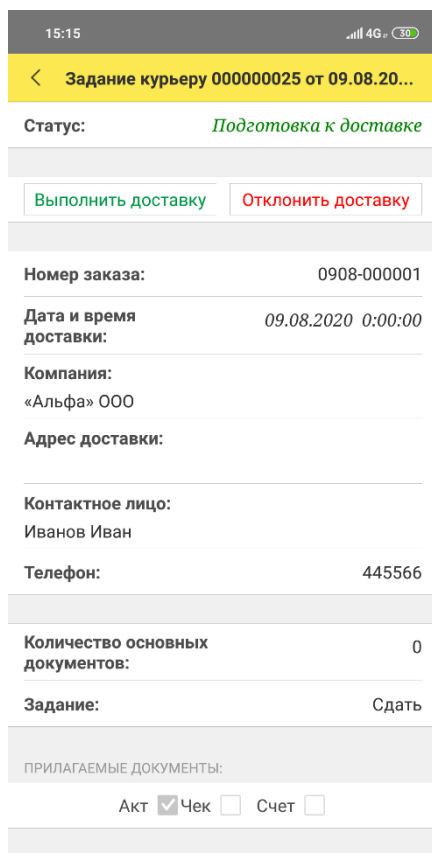 15:15
4G 30
Задание курьеру 000000025 от 09.08.20...
Статус: Подготовка к доставке
Выполнить доставку Отклонить доставку
Номер заказа: 0908-000001
Дата и время
доставки: 09.08.2020 0:00:00
Компания:
«Альфа» ООО
Адрес доставки:
Контактное лицо:
Иванов Иван
Телефон: 445566
Количество основных
документов: 0
Задание: Сдать
ПРИЛАГАЕМЫЕ ДОКУМЕНТЫ:
Акт Чек Счет